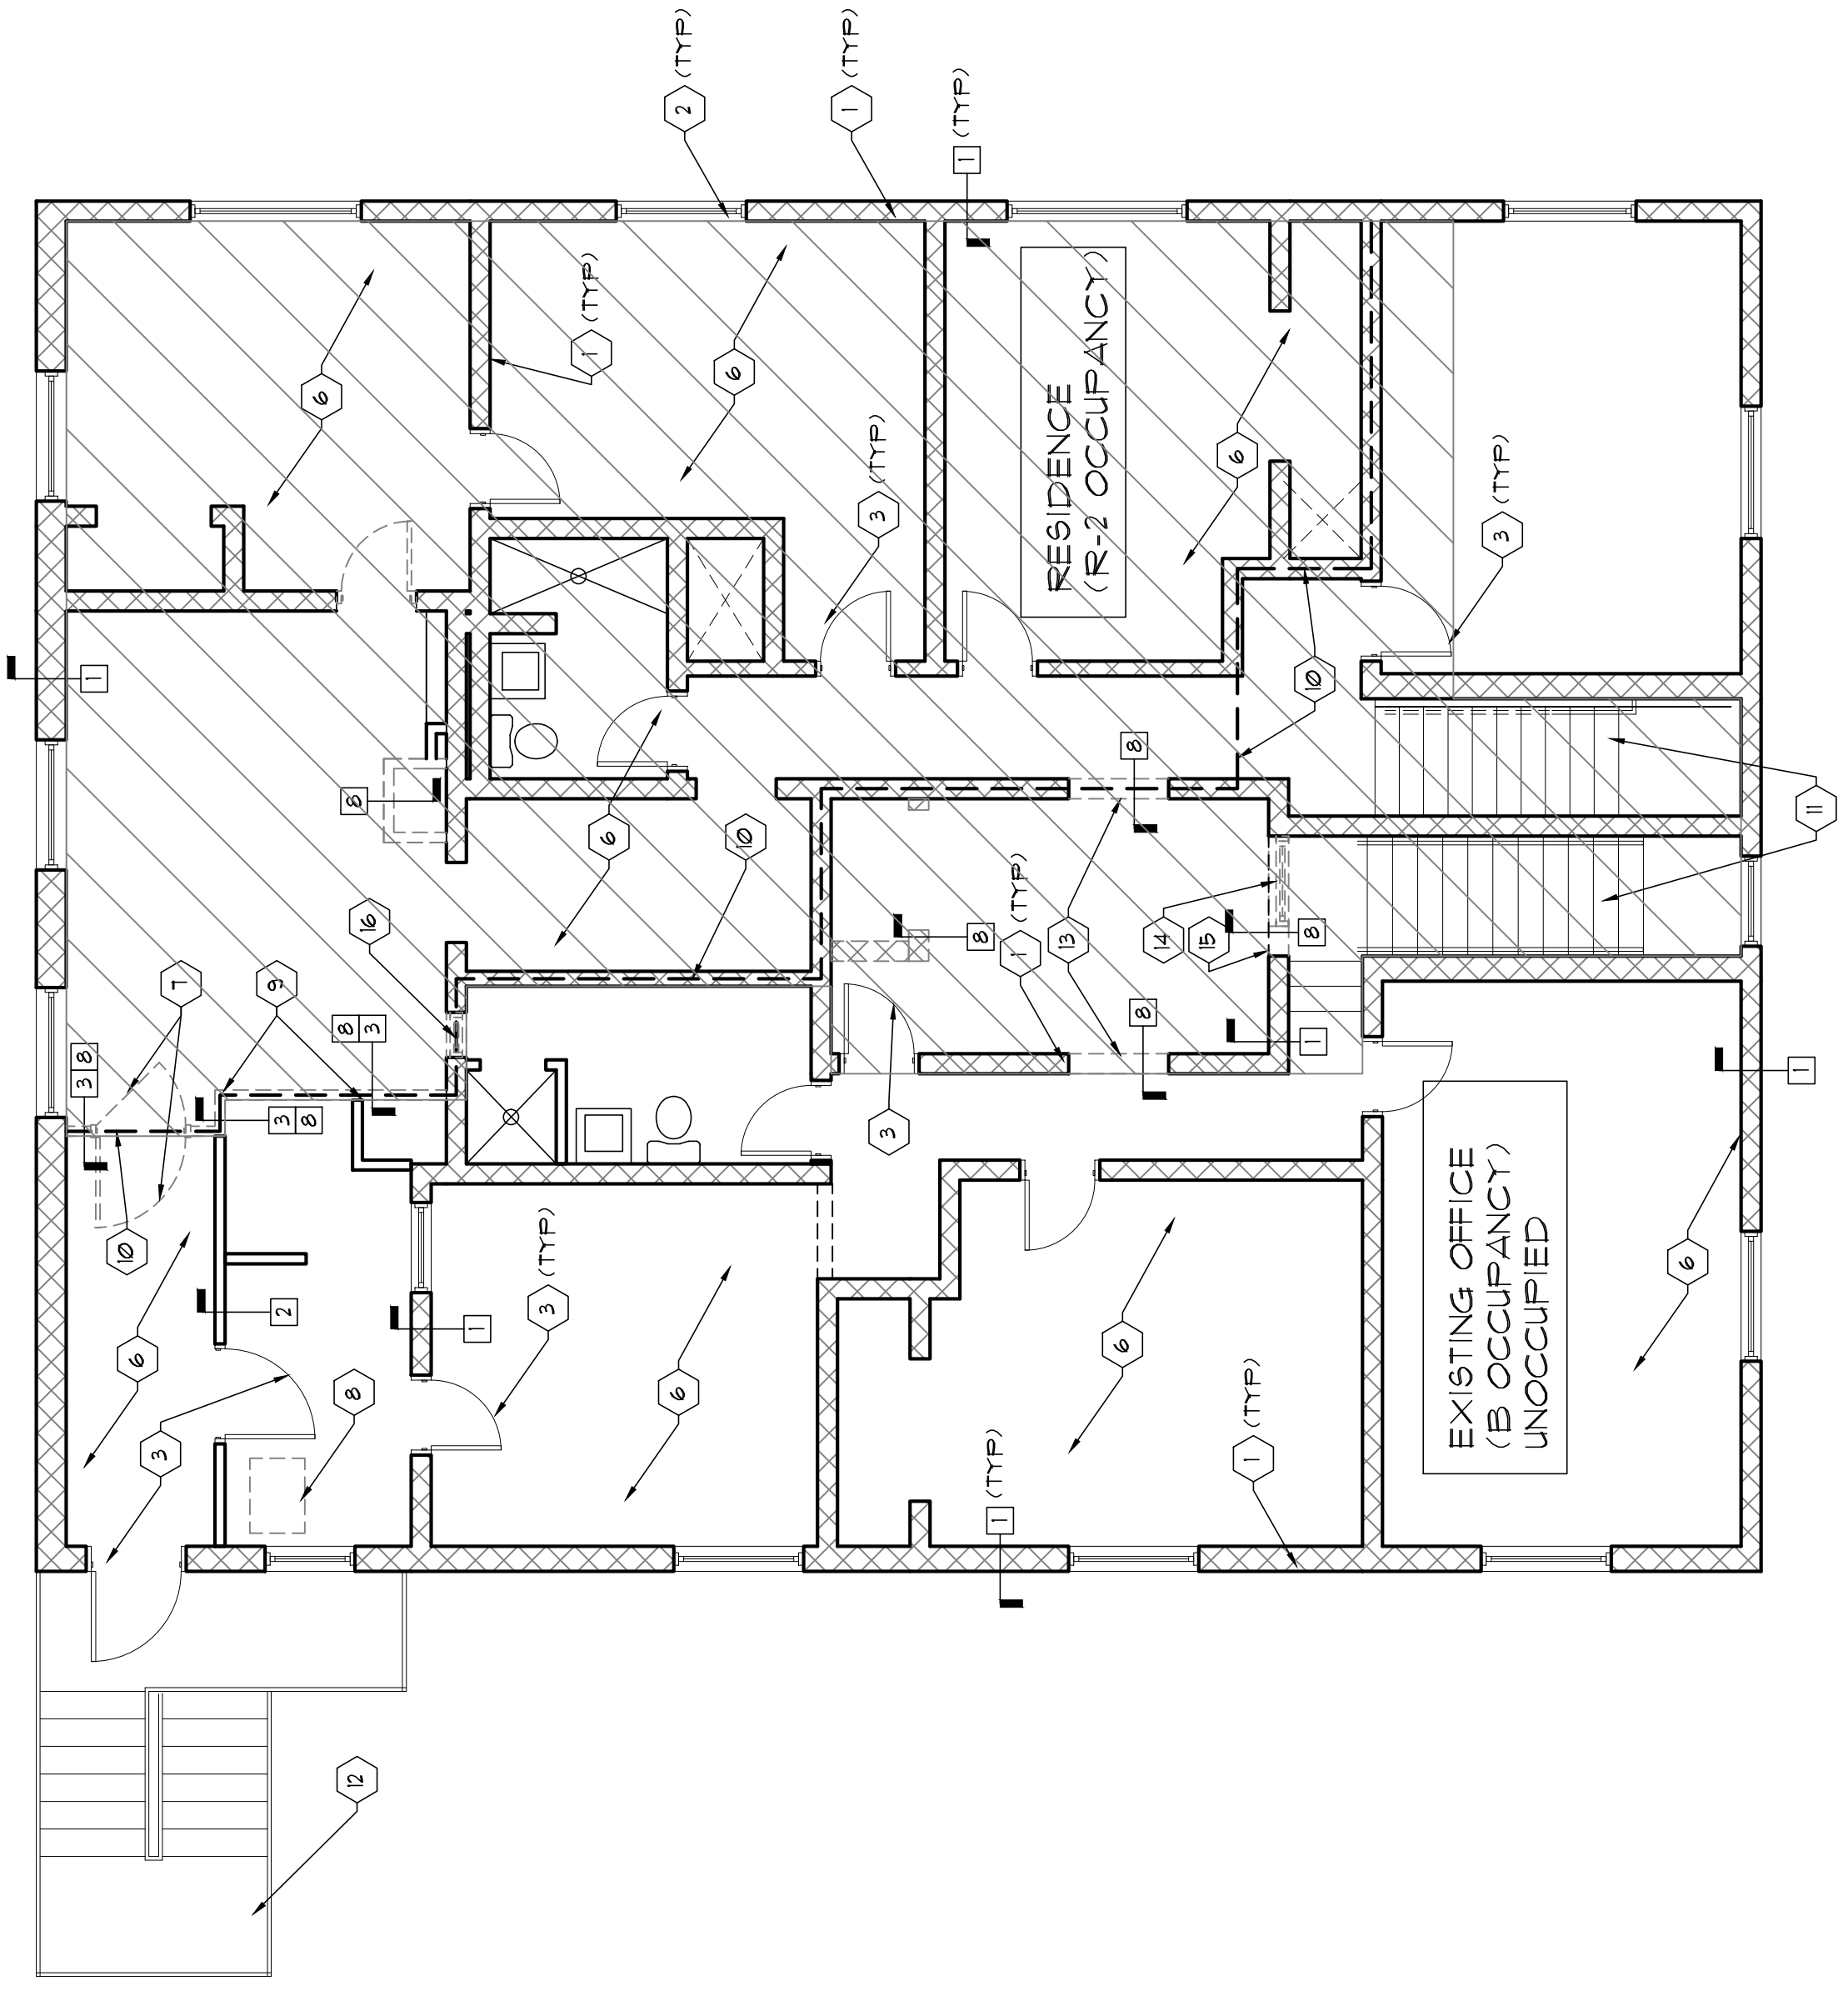 1
3 8
10
6
3
7
9
3
8
2
6
8
3
8
8
12
16
1
3 (TYP)
1 (TYP)
6
6
2 (TYP)
6
10
1 (TYP)
3 (TYP)
3
1 (TYP)
8
1 (TYP)
1 (TYP)
RESIDENCE
(R-2 OCCUPANCY)
13
6
8
8
14
15
6
1 (TYP)
1
8
10
EXISTING OFFICE
(B OCCUPANCY)
UNOCCUPIED
3 (TYP)
6
1
11